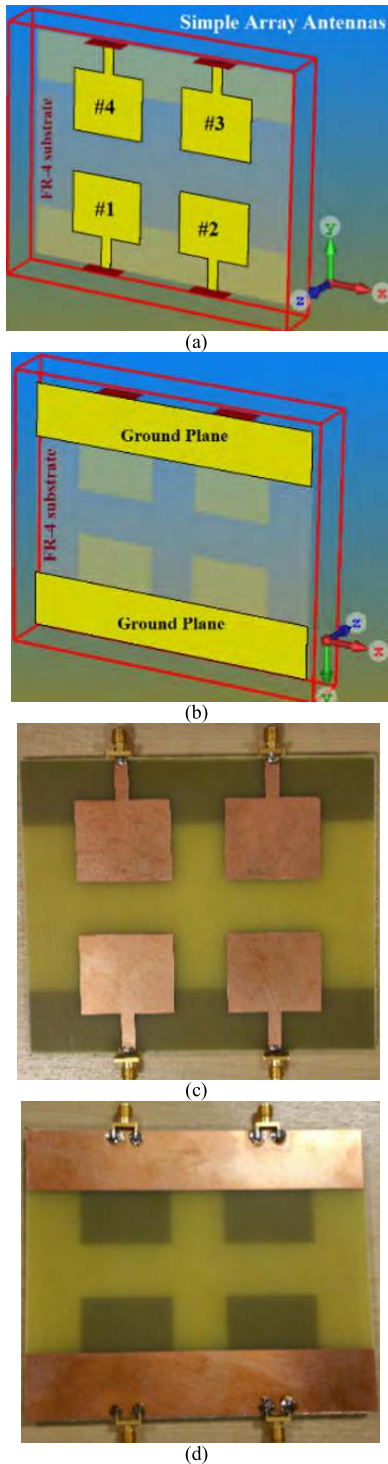 Simple Array Antennas
#4
#3
FR-4 substrate
#1
#2
y
x
z
(a)
Ground Plane
FR-4 substrate
Ground Plane
z
x
y
(b)
(c)
(d)